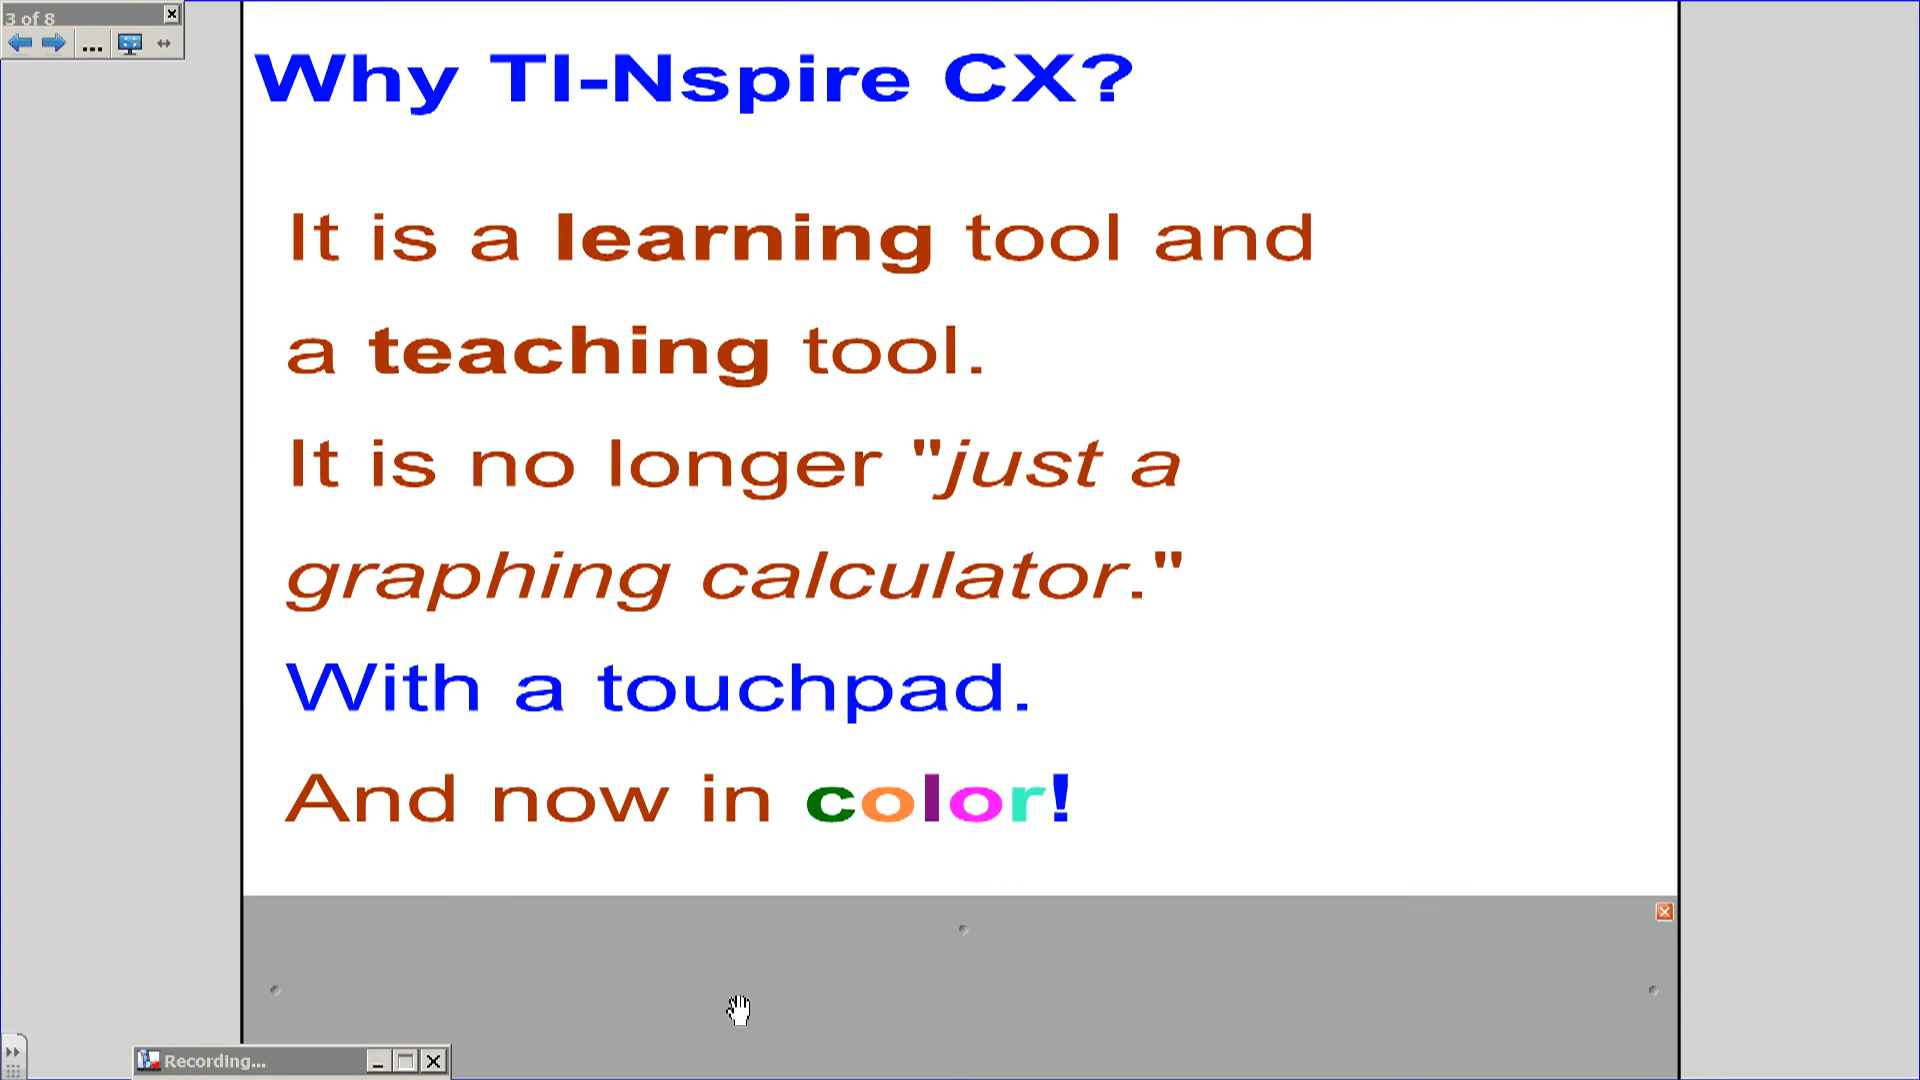 3 of 8
...
Why TI-Nspire CX?
It is a learning tool and
a teaching tool.
It is no longer "just a
graphing calculator."
With a touchpad.
And now in color!
Recording...